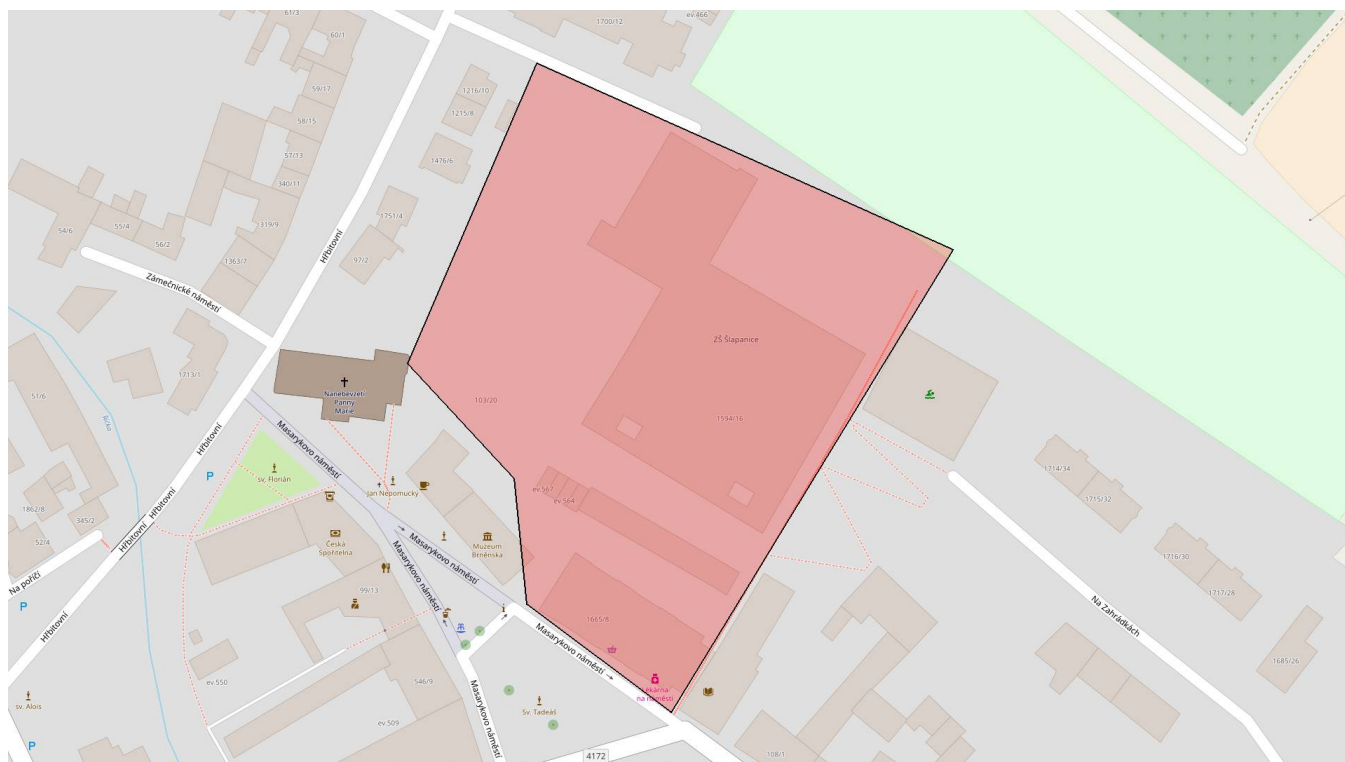 61/3
60/1
1700/12
ev.466
59/17
58/15
57/13
340/11
319/9
1363/7
54/6
55/4
56/2
1216/10
1215/8
1476/6
1751/4
97/2
Hřbitovní
Zámečnické náměstí
ZŠ Šlapanice
1594/16
103/20
Nanebevzetí
Panny
Marie
1713/1
51/6
Říčka
Masarykovo náměstí
Hřbitovní
P
sv. Florián
Jan Nepomucký
ev.567
ev.564
1714/34
1715/32
1862/8
345/2
52/4
Hřbitovní
Hřbitovní
Česká
Spořitelna
Muzeum
Brněnska
Masarykovo náměstí
Masarykovo náměstí
1716/30
1717/28
Na poříčí
P
99/13
1665/8
Na Zahrádkách
Hřbitovní
Masarykovo náměstí
1685/26
ev.550
546/9
Lékárna
na náměstí
sv. Alois
Sv. Tadeáš
Masarykovo náměstí
ev.509
P
4172
108/1